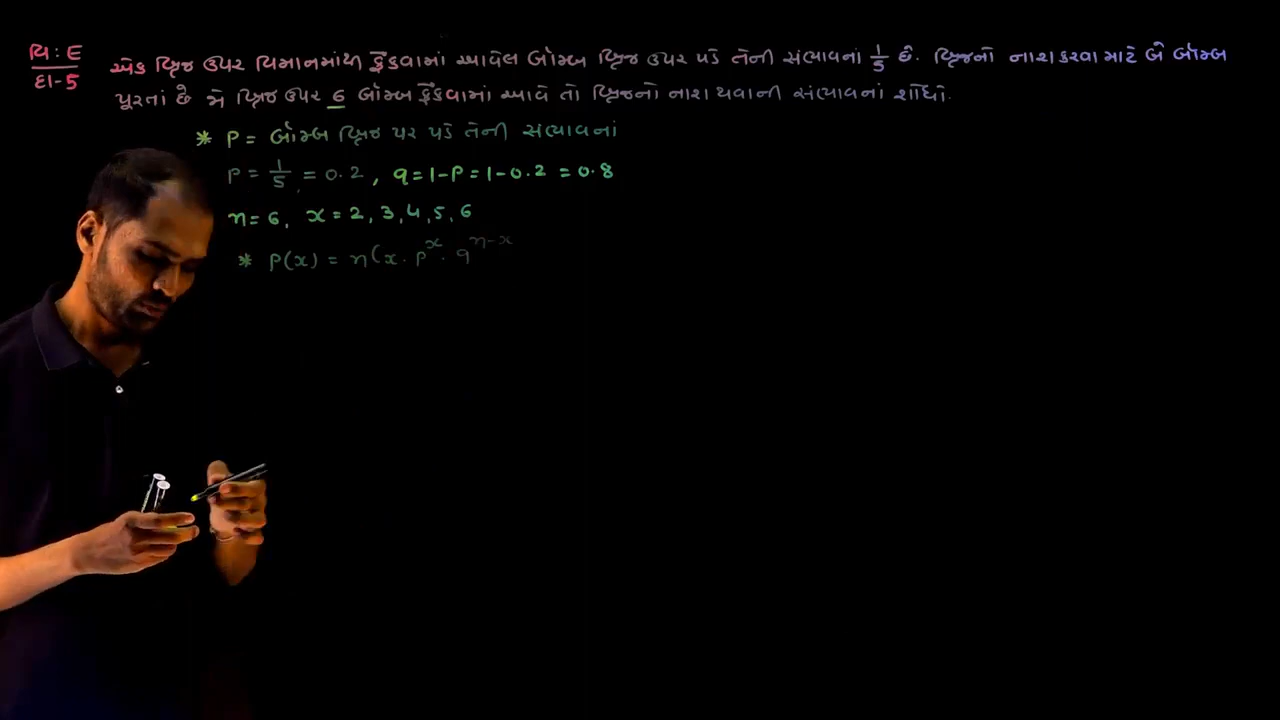 વિ:E
દા-5
એક બ્રિજ ઉપર વિમાનમાંથી ફેંકવામાં આવેલ બોમ્બ બ્રિજ ઉપર પડે તેની સંભાવનાં 1/5 છે. બ્રિજનો નાશ કરવા માટે બે બોમ્બ
પૂરતાં છે જો બ્રિજ ઉપર 6 બોમ્બ ફેંકવામાં આવે તો બ્રિજનો નાશ થવાની સંભાવનાં શોધો.
* P = બોમ્બ બ્રિજ પર પડે તેની સંભાવનાં
P = 1/5 = 0.2, q = 1-P = 1-0.2 = 0.8
n = 6, x = 2, 3, 4, 5, 6
* P(x) = nCx · p^x · q^(n-x)